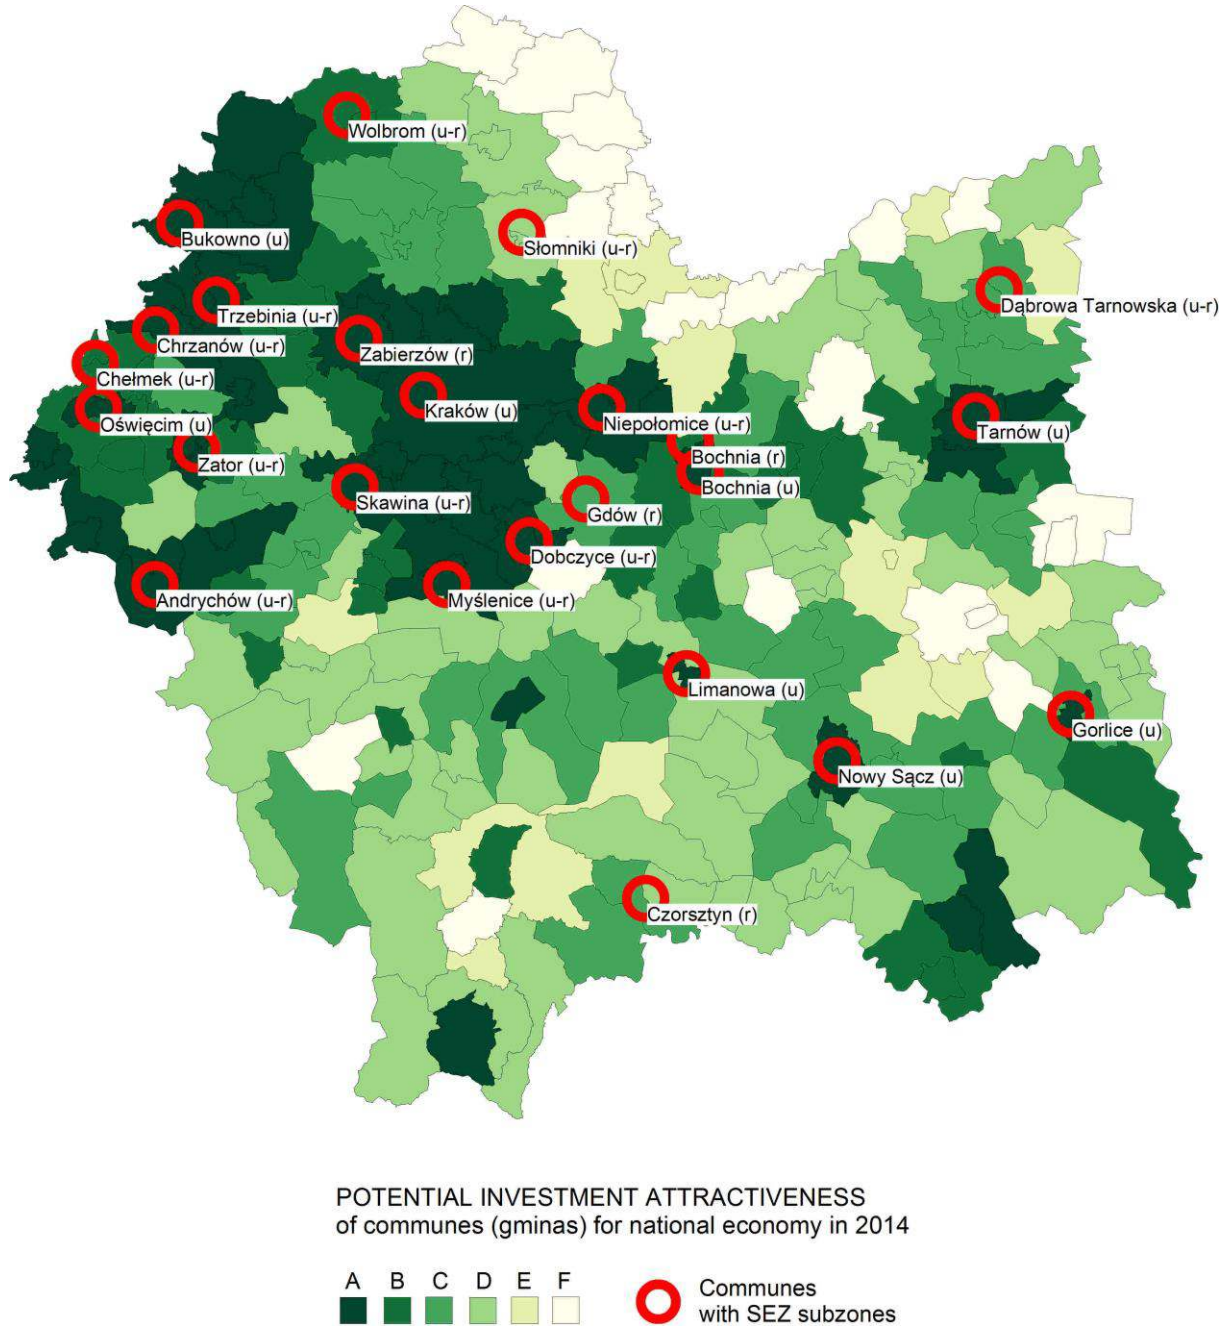 Wolbrom (u-r)
Bukowno (u)
Słomniki (u-r)
Trzebinia (u-r)
Dąbrowa Tarnowska (u-r)
Chrzanów (u-r)
Zabierzów (r)
Chełmek (u-r)
Kraków (u)
Oświęcim (u)
Niepołomice (u-r)
Tarnów (u)
Bochnia (r)
Zator (u-r)
Bochnia (u)
Skawina (u-r)
Gdów (r)
Dobczyce (u-r)
Andrychów (u-r)
Myślenice (u-r)
Limanowa (u)
Gorlice (u)
Nowy Sącz (u)
Czorsztyn (r)
POTENTIAL INVESTMENT ATTRACTIVENESS
of communes (gminas) for national economy in 2014
A B C D E F
Communes
with SEZ subzones